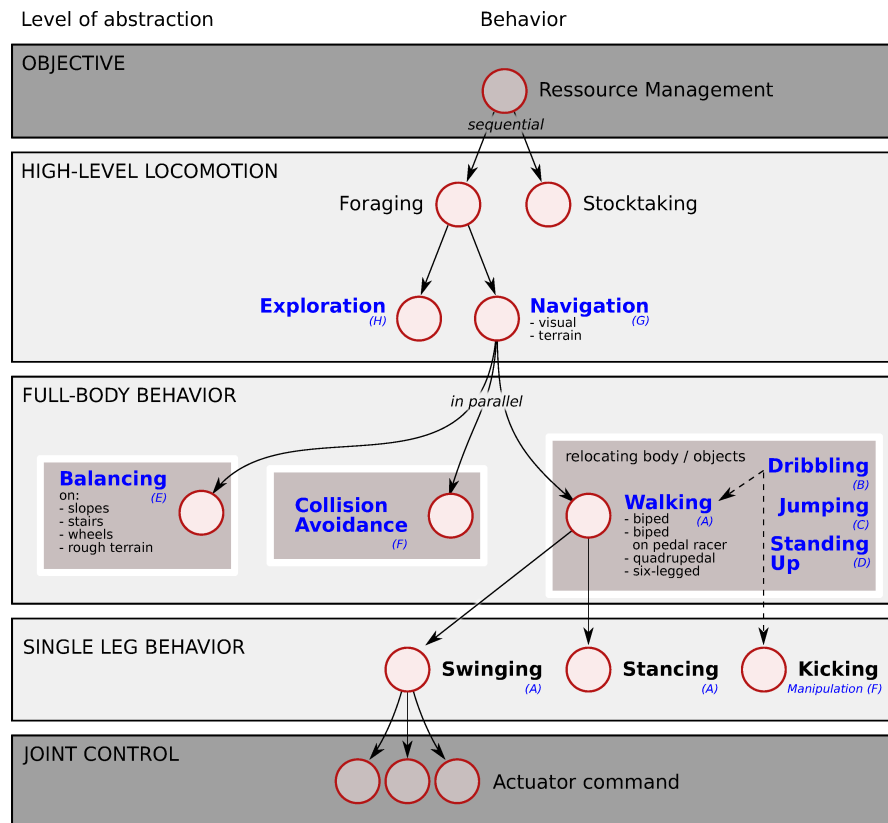 Level of abstraction
Behavior
OBJECTIVE
Ressource Management
sequential
HIGH-LEVEL LOCOMOTION
Foraging
Stocktaking
Exploration
(H)
Navigation
(G)
- visual
- terrain
FULL-BODY BEHAVIOR
in parallel
Balancing
(E)
on:
- slopes
- stairs
- wheels
- rough terrain
Collision
Avoidance
(F)
relocating body / objects
Walking
(A)
- biped
- biped
on pedal racer
- quadrupedal
- six-legged
Dribbling
(B)
Jumping
(C)
Standing
Up
(D)
SINGLE LEG BEHAVIOR
Swinging
(A)
Stancing
(A)
Kicking
Manipulation (F)
JOINT CONTROL
Actuator command